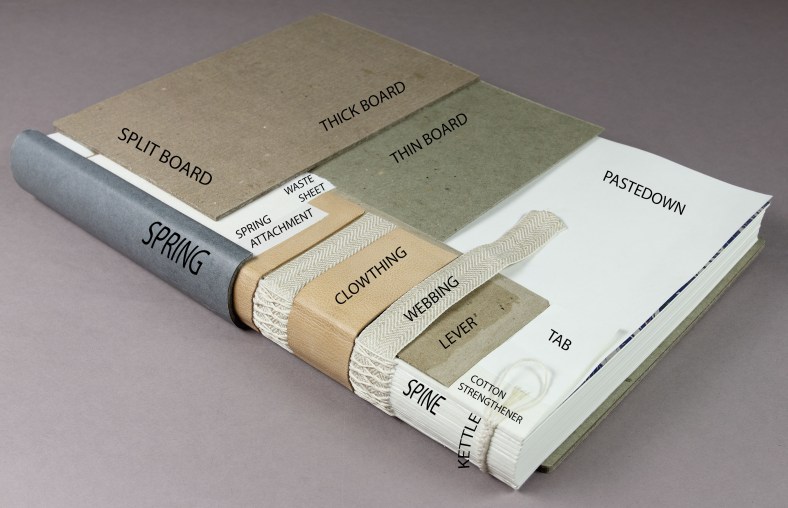 SPLIT BOARD
THICK BOARD
THIN BOARD
PASTEDOWN
WASTE
SHEET
SPRING
ATTACHMENT
SPRING
CLOWTHING
WEBBING
LEVER
TAB
COTTON
STRENGTHENER
SPINE
KETTLE